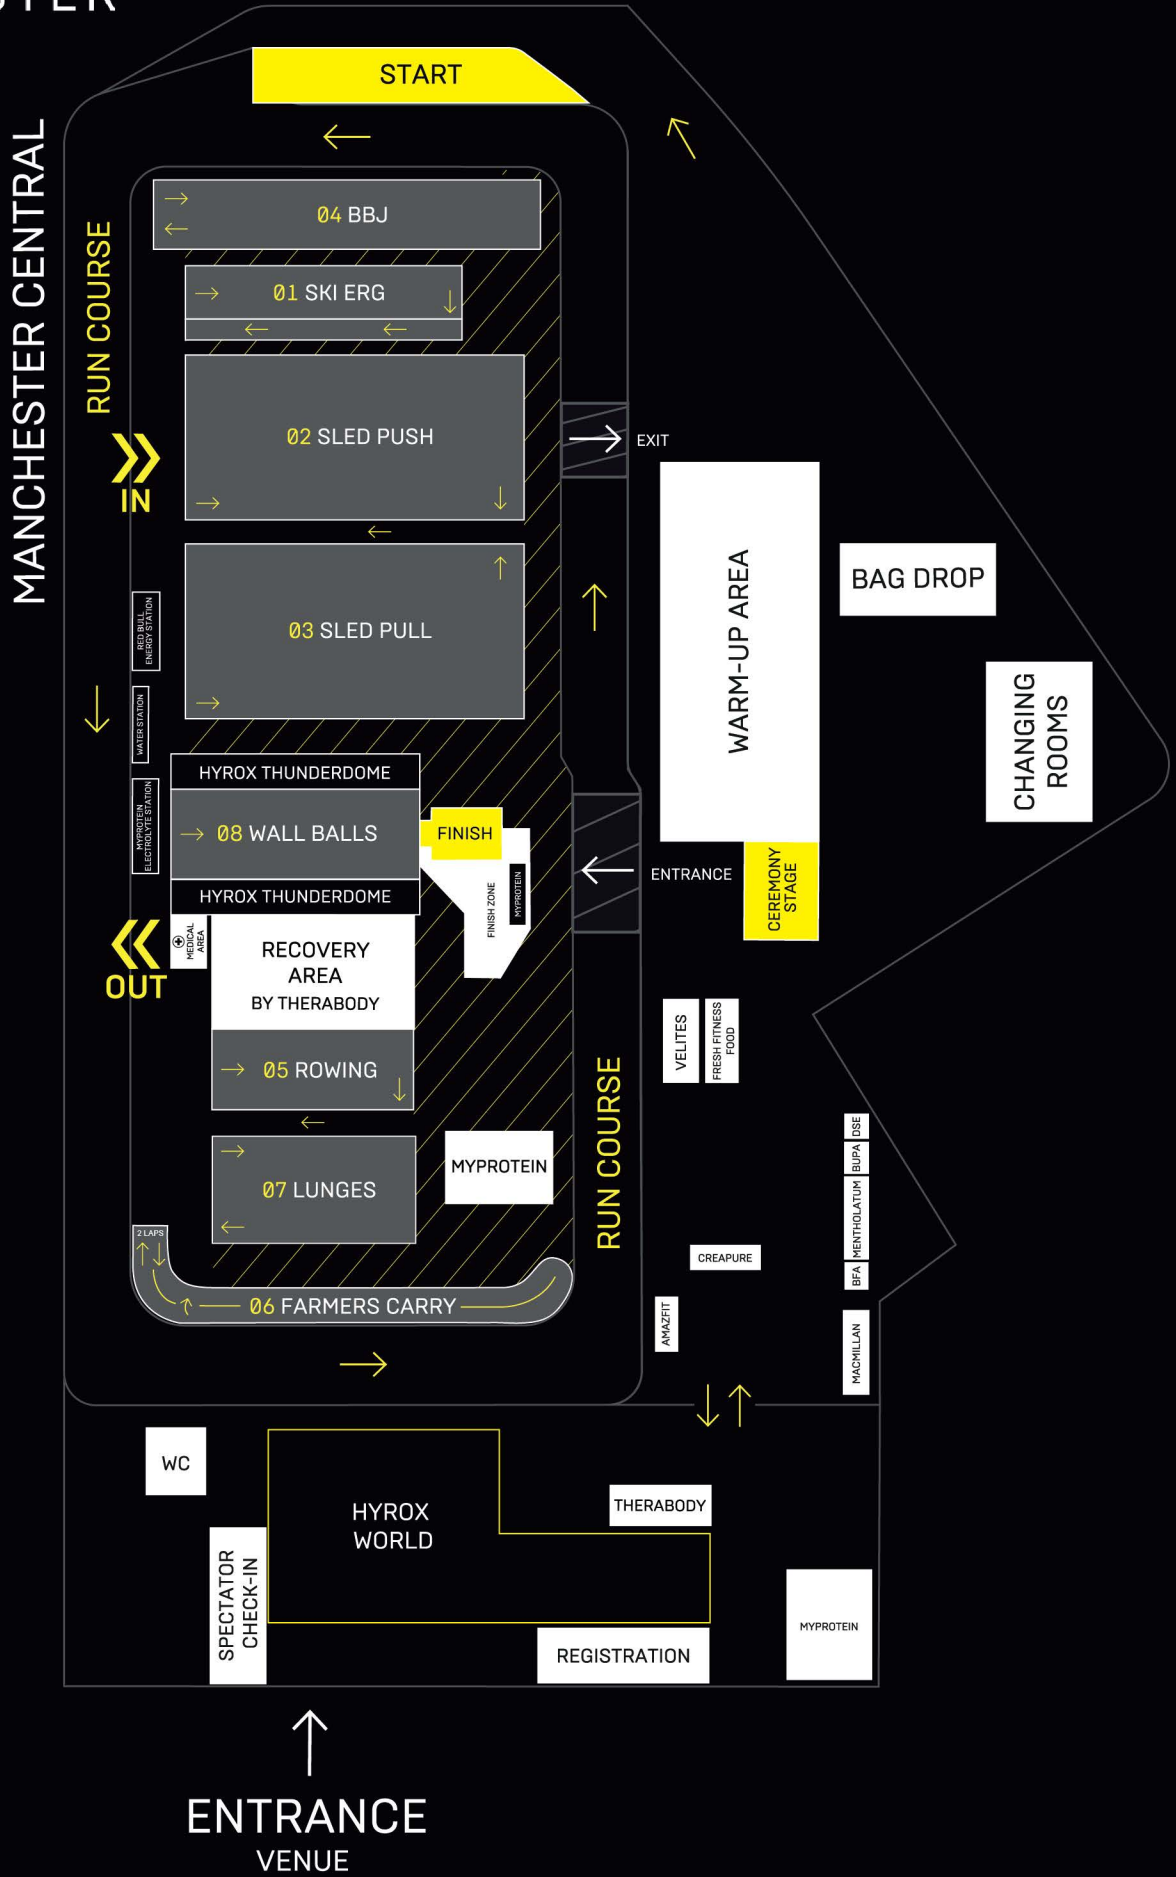 MANCHESTER CENTRAL
START
RUN COURSE
04 BBJ
01 SKI ERG
02 SLED PUSH
IN
EXIT
03 SLED PULL
RED BULL
ENERGY STATION
WATER STATION
MYPROTEIN
ELECTROLYTE STATION
WARM-UP AREA
BAG DROP
CHANGING
ROOMS
HYROX THUNDERDOME
08 WALL BALLS
FINISH
HYROX THUNDERDOME
FINISH ZONE
MYPROTEIN
ENTRANCE
CEREMONY
STAGE
OUT
MEDICAL
AREA
RECOVERY
AREA
BY THERABODY
05 ROWING
07 LUNGES
MYPROTEIN
RUN COURSE
VELITES
FRESH FITNESS
FOOD
DSE
BUPA
MENTHOLATUM
BFA
MACMILLAN
CREAPURE
AMAZFIT
2 LAPS
06 FARMERS CARRY
WC
HYROX
WORLD
THERABODY
SPECTATOR
CHECK-IN
REGISTRATION
MYPROTEIN
ENTRANCE
VENUE